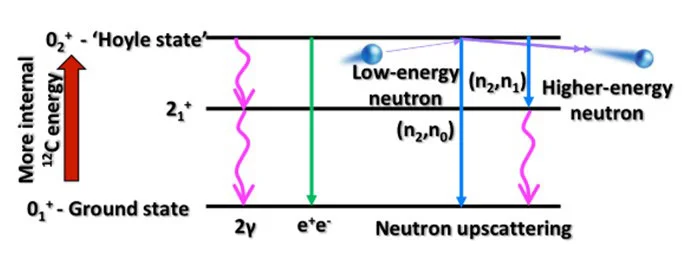 0₂⁺ - ‘Hoyle state’
More internal
¹²C energy
Low-energy
neutron
(n₂,n₁)
Higher-energy
neutron
2₁⁺
(n₂,n₀)
0₁⁺ - Ground state
2γ
e⁺e⁻
Neutron upscattering